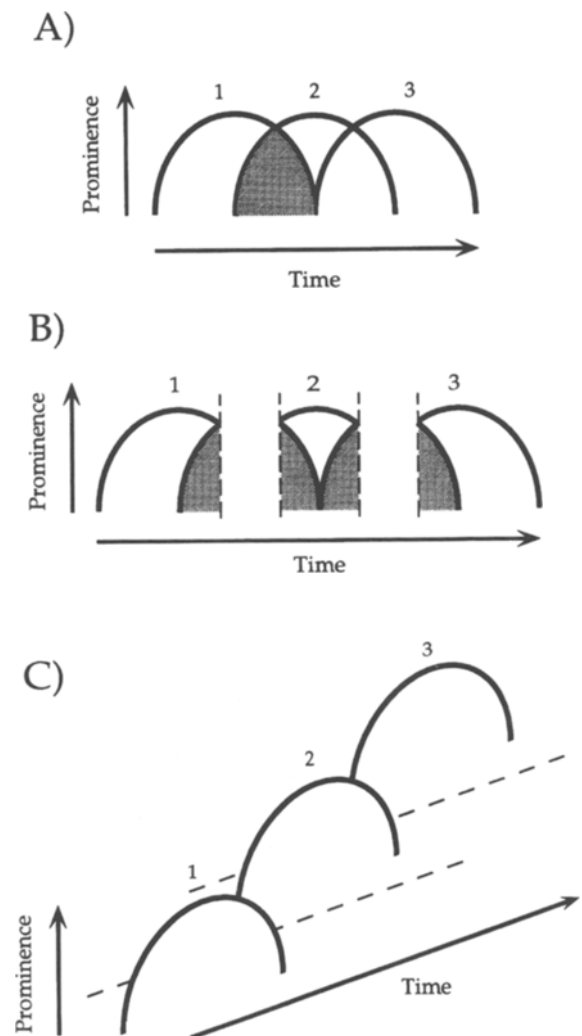 A)
1 2 3
Prominence
Time
B)
1 2 3
Prominence
Time
C)
3
2
1
Prominence
Time